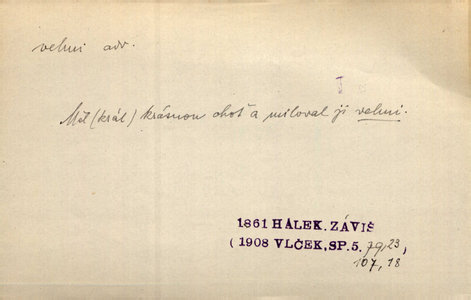 velmi adv.
I
Měl (král) krásnou choť a miloval ji velmi.
1861 HÁLEK. ZÁVIŠ
( 1908 VLČEK, SP. 5. 79,23,
107,18